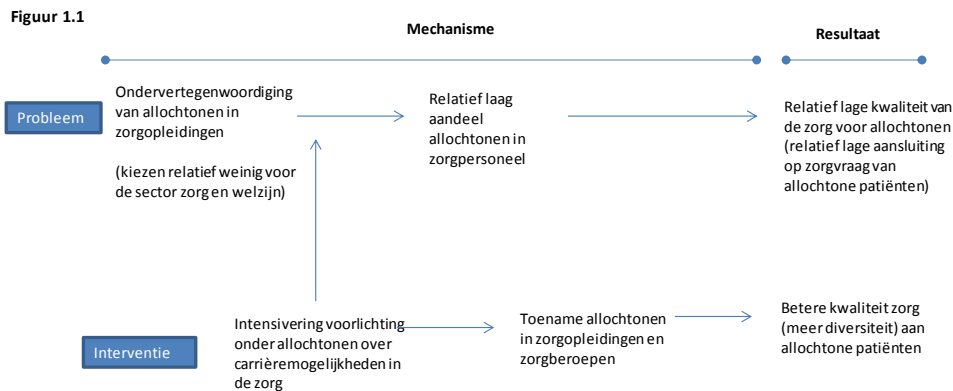 Figuur 1.1
Mechanisme
Resultaat
Probleem
Ondervertegenwoordiging
van allochtonen in
zorgopleidingen
(kiezen relatief weinig voor
de sector zorg en welzijn)
Relatief laag
aandeel
allochtonen in
zorgpersoneel
Relatief lage kwaliteit van
de zorg voor allochtonen
(relatief lage aansluiting
op zorgvraag van
allochtone patiënten)
Interventie
Intensivering voorlichting
onder allochtonen over
carrièremogelijkheden in
de zorg
Toename allochtonen
in zorgopleidingen en
zorgberoepen
Betere kwaliteit zorg
(meer diversiteit) aan
allochtone patiënten